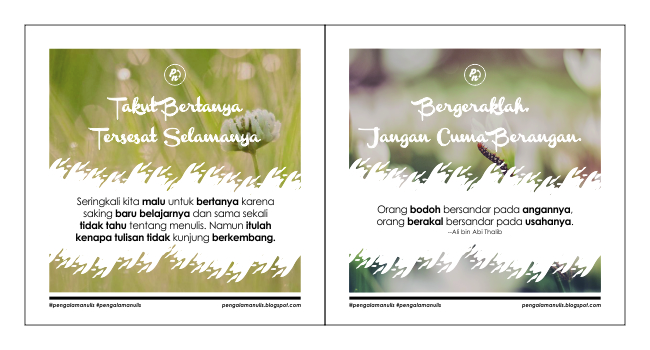 Pn
Takut Bertanya
Tersesat Selamanya
Seringkali kita malu untuk bertanya karena
saking baru belajarnya dan sama sekali
tidak tahu tentang menulis. Namun itulah
kenapa tulisan tidak kunjung berkembang.
#pengalamanulis #pengalamanulis
pengalamanulis.blogspot.com
Pn
Bergeraklah.
Jangan Cuma Berangan.
Orang bodoh bersandar pada angannya,
orang berakal bersandar pada usahanya.
--Ali bin Abi Thalib
#pengalamanulis #pengalamanulis
pengalamanulis.blogspot.com